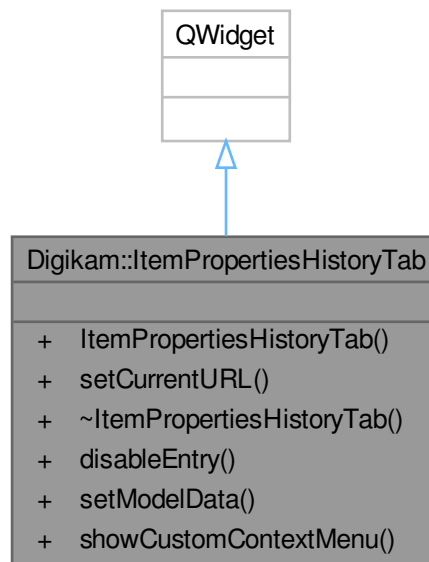 QWidget
Digikam::ItemPropertiesHistoryTab
+ ItemPropertiesHistoryTab()
+ setCurrentURL()
+ ~ItemPropertiesHistoryTab()
+ disableEntry()
+ setModelData()
+ showCustomContextMenu()